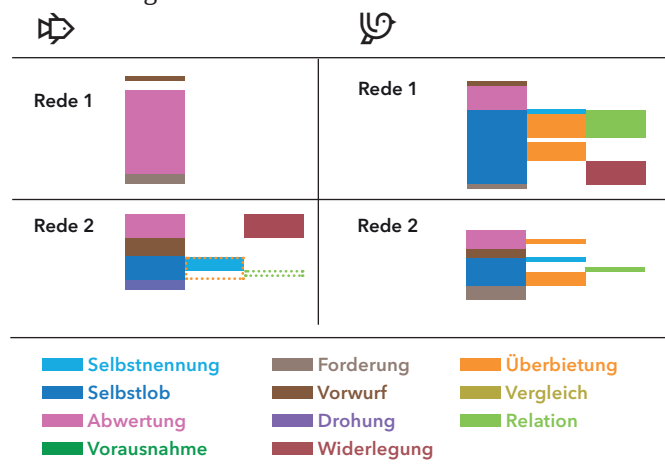 Rede 1
Rede 1
Rede 2
Rede 2
Selbstnennung
Forderung
Überbietung
Selbstlob
Vorwurf
Vergleich
Abwertung
Drohung
Relation
Vorausnahme
Widerlegung